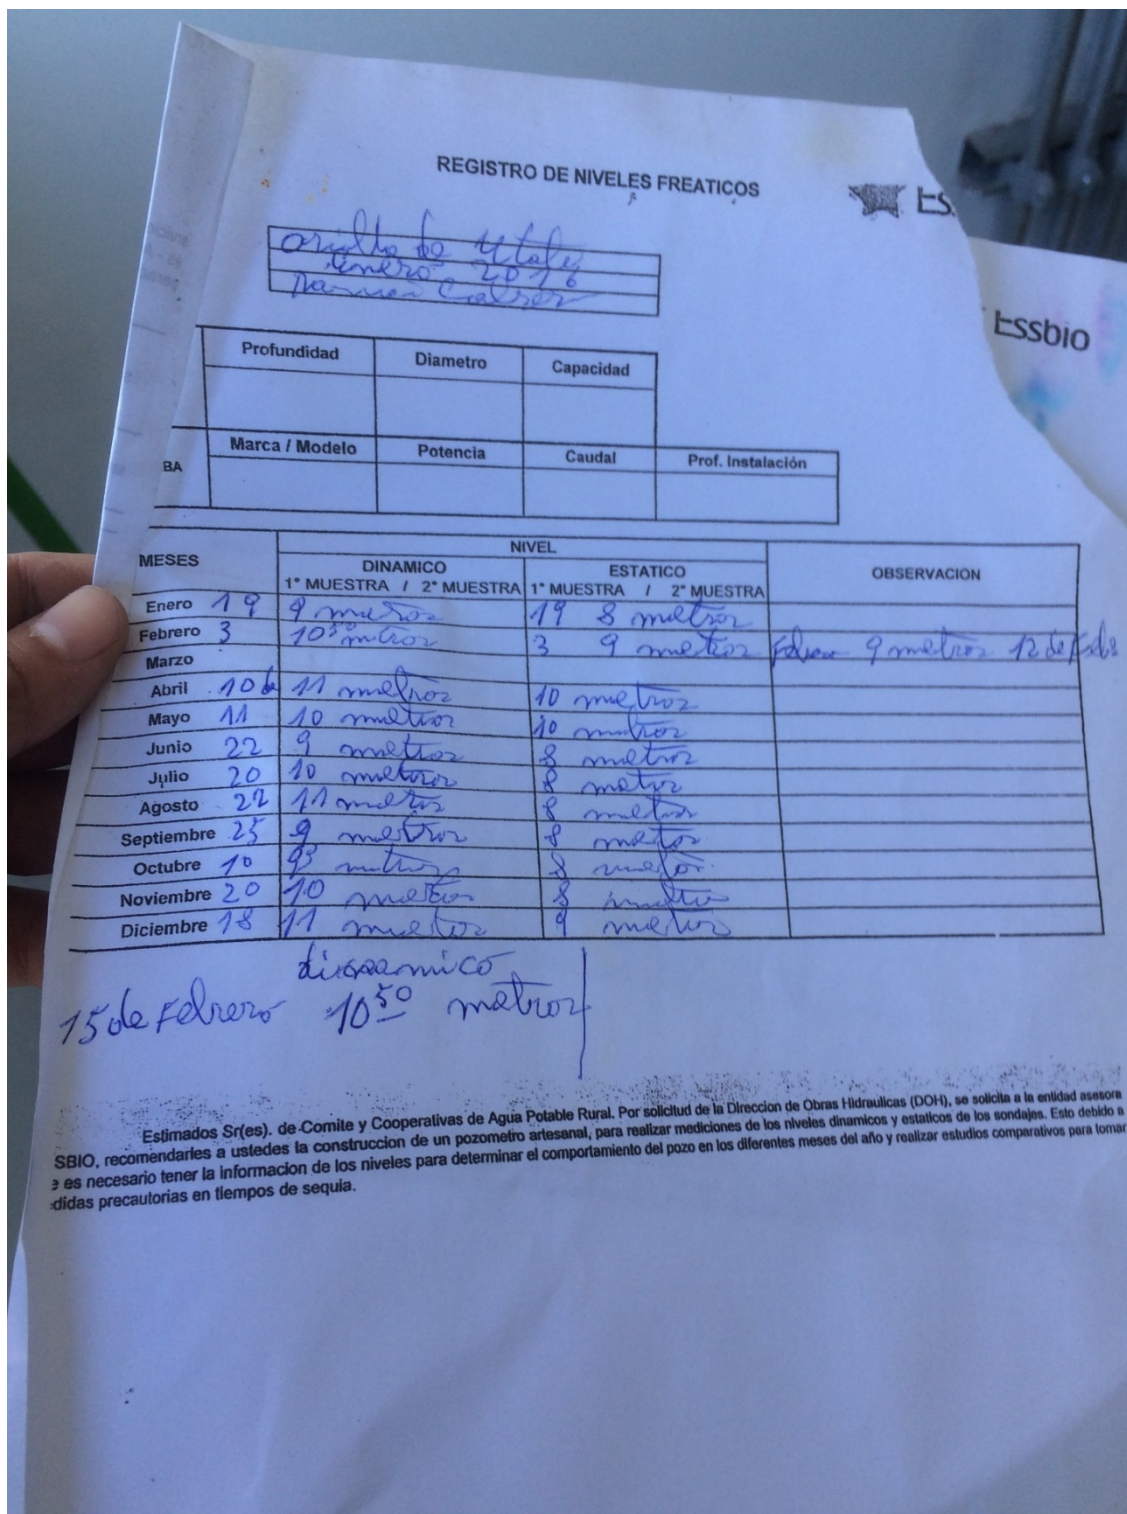 REGISTRO DE NIVELES FREATICOS
ES
Essbio
de
enero 2016
Profundidad Diametro Capacidad
BA Marca / Modelo Potencia Caudal Prof. Instalación
MESES NIVEL OBSERVACION
DINAMICO ESTATICO
1° MUESTRA / 2° MUESTRA 1° MUESTRA / 2° MUESTRA
Enero 19 9 metros 19 8 metros
Febrero 3 10 50 metros 3 9 metros 9 metros 12 de
Marzo
Abril 10 11 metros 10 metros
Mayo 11 10 metros 10 metros
Junio 22 9 metros 8 metros
Julio 20 10 metros 8 metros
Agosto 22 11 metros 8 metros
Septiembre 25 9 metros 8 metros
Octubre 10 metros 8 metros
Noviembre 20 10 metros 8 metros
Diciembre 18 11 metros 9 metros
15 de Febrero 10 50 metros
Estimados Sr(es). de Comite y Cooperativas de Agua Potable Rural. Por solicitud de la Direccion de Obras Hidraulicas (DOH), se solicita a la entidad asesora
SBIO, recomendarles a ustedes la construccion de un pozometro artesanal, para realizar mediciones de los niveles dinamicos y estaticos de los sondajes. Esto debido a
e es necesario tener la informacion de los niveles para determinar el comportamiento del pozo en los diferentes meses del año y realizar estudios comparativos para tomar
didas precautorias en tiempos de sequia.